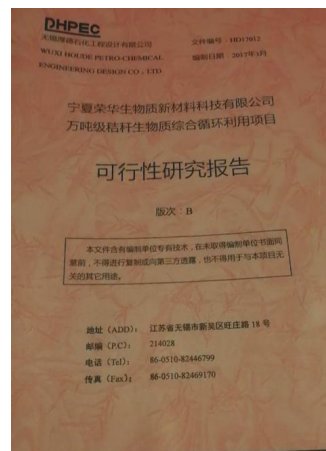 DHPEC
无锡厚德石化工程设计有限公司
WUXI HOUDE PETRO-CHEMICAL
ENGINEERING DESIGN CO., LTD
文件编号：HD17012
编制日期：2017年3月
宁夏荣华生物质新材料科技有限公司
万吨级秸秆生物质综合循环利用项目
可行性研究报告
版次：B
本文件含有编制单位专有技术，在未取得编制单位书面同
意前，不得进行复制或向第三方透露，也不得用于与本项目无
关的其它用途。
地址（ADD）：江苏省无锡市新吴区旺庄路 18 号
邮编（P.C）：214028
电话（Tel）：86-0510-82446799
传真（Fax）：86-0510-82469170